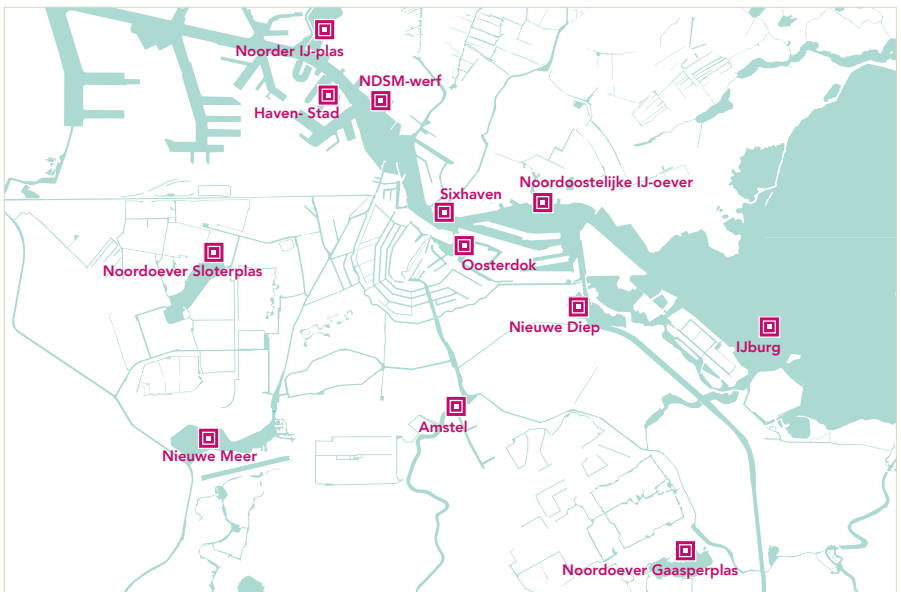 Noorder IJ-plas
NDSM-werf
Haven- Stad
Noordoostelijke IJ-oever
Sixhaven
Oosterdok
Noordoever Sloterplas
Nieuwe Diep
IJburg
Amstel
Nieuwe Meer
Noordoever Gaasperplas